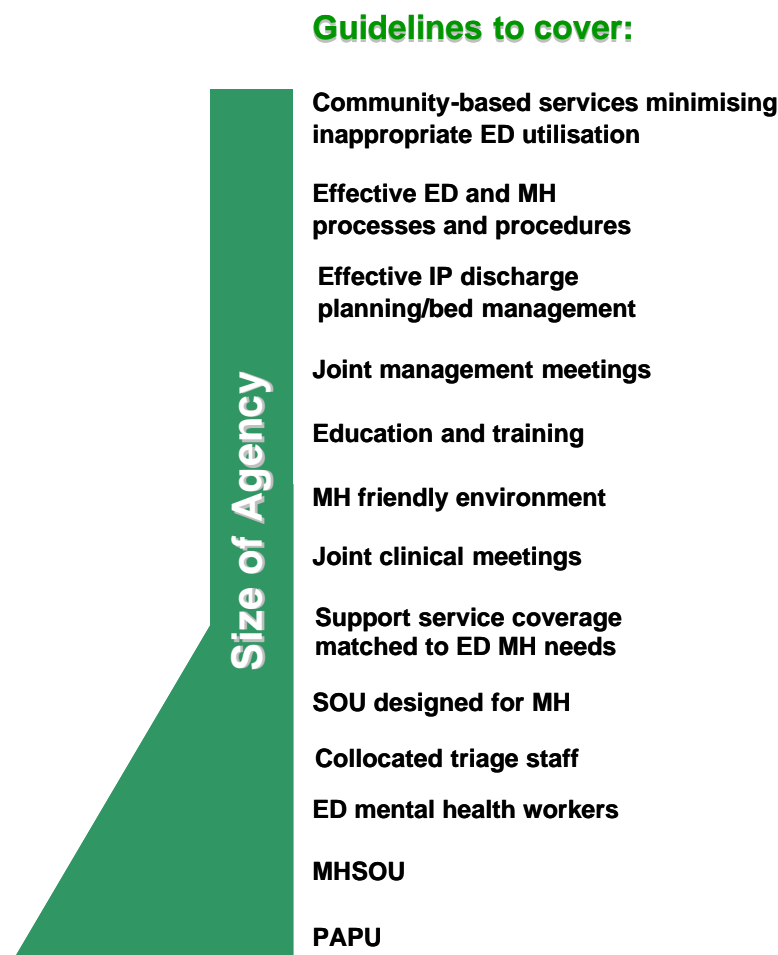 Guidelines to cover:
Community-based services minimising
inappropriate ED utilisation
Effective ED and MH
processes and procedures
Effective IP discharge
planning/bed management
Joint management meetings
Education and training
MH friendly environment
Joint clinical meetings
Support service coverage
matched to ED MH needs
SOU designed for MH
Collocated triage staff
ED mental health workers
MHSOU
PAPU
Size of Agency